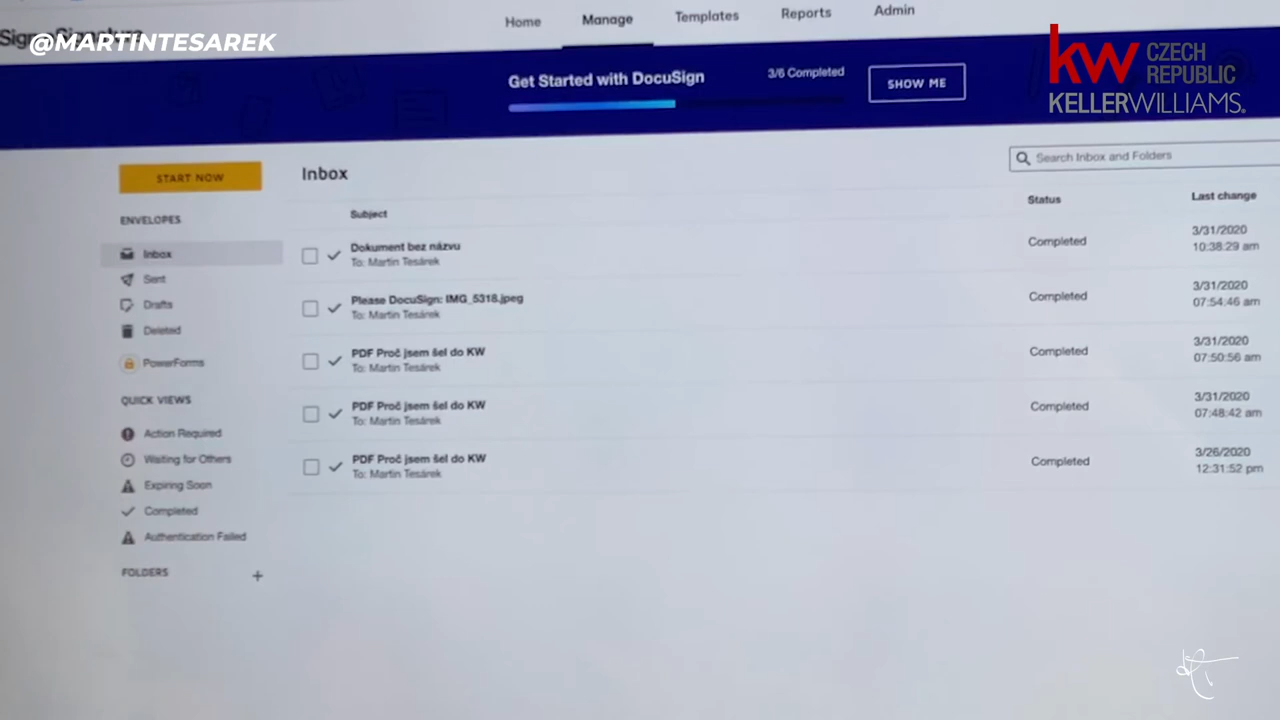 @MARTINTESAREK
Home Manage Templates Reports Admin
kw CZECH REPUBLIC
KELLERWILLIAMS.
Get Started with DocuSign
3/6 Completed
SHOW ME
START NOW
Inbox
Search Inbox and Folders
ENVELOPES
Inbox
Sent
Drafts
Deleted
PowerForms
QUICK VIEWS
Action Required
Waiting for Others
Expiring Soon
Completed
Authentication Failed
FOLDERS +
Subject Status Last change
Dokument bez názvu Completed 3/31/2020
To: Martin Tesárek 10:38:29 am
Please DocuSign: IMG_5318.jpeg Completed 3/31/2020
To: Martin Tesárek 07:54:46 am
PDF Proč jsem šel do KW Completed 3/31/2020
To: Martin Tesárek 07:50:56 am
PDF Proč jsem šel do KW Completed 3/31/2020
To: Martin Tesárek 07:48:42 am
PDF Proč jsem šel do KW Completed 3/26/2020
To: Martin Tesárek 12:31:52 pm